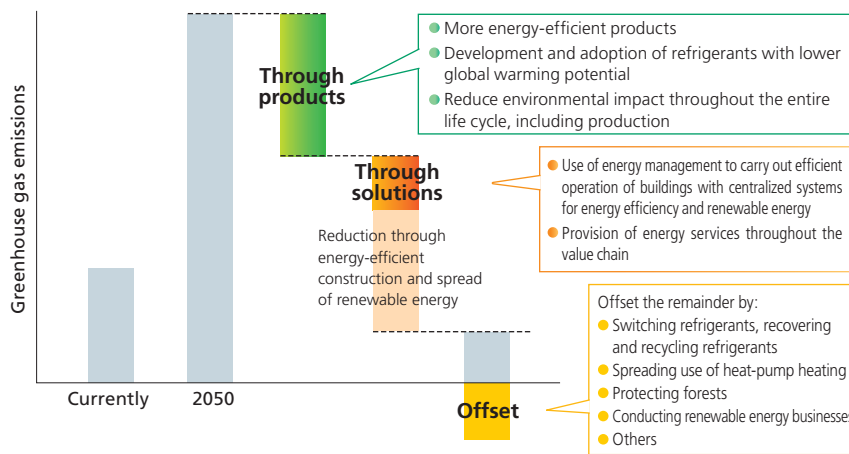 Greenhouse gas emissions
Currently
2050
Through
products
More energy-efficient products
Development and adoption of refrigerants with lower
global warming potential
Reduce environmental impact throughout the entire
life cycle, including production
Through
solutions
Reduction through
energy-efficient
construction and spread
of renewable energy
Use of energy management to carry out efficient
operation of buildings with centralized systems
for energy efficiency and renewable energy
Provision of energy services throughout the
value chain
Offset
Offset the remainder by:
Switching refrigerants, recovering
and recycling refrigerants
Spreading use of heat-pump heating
Protecting forests
Conducting renewable energy businesses
Others